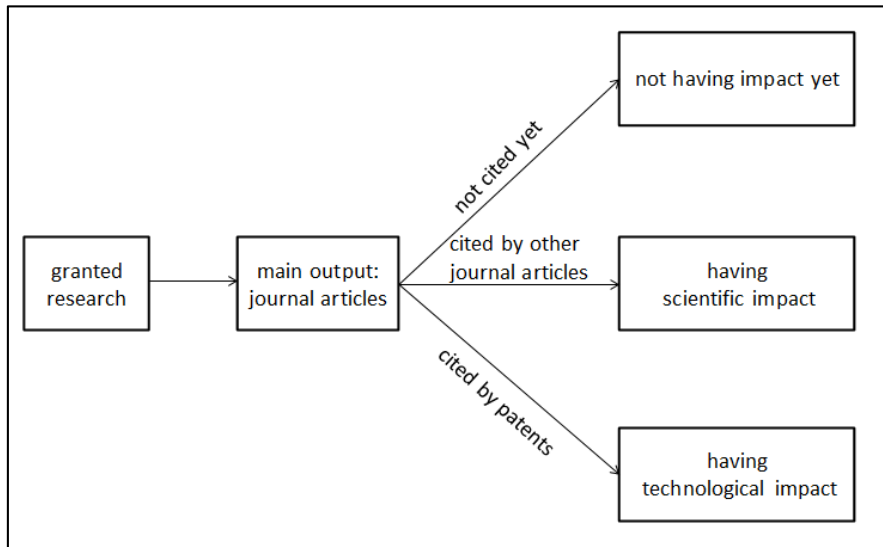 granted
research
main output:
journal articles
not cited yet
cited by other
journal articles
cited by patents
not having impact yet
having
scientific impact
having
technological impact